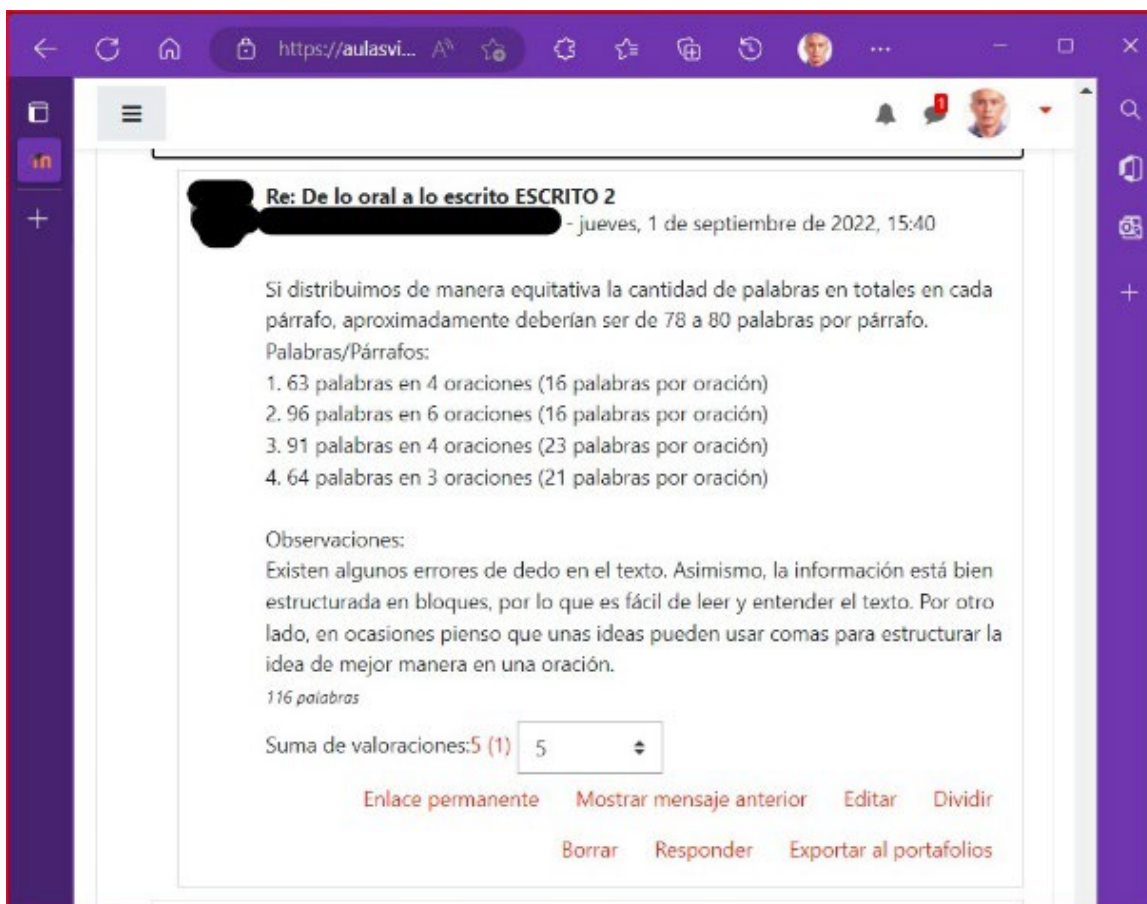 https://aulasvi...
1
Re: De lo oral a lo escrito ESCRITO 2
- jueves, 1 de septiembre de 2022, 15:40
Si distribuimos de manera equitativa la cantidad de palabras en totales en cada
párrafo, aproximadamente deberían ser de 78 a 80 palabras por párrafo.
Palabras/Párrafos:
1. 63 palabras en 4 oraciones (16 palabras por oración)
2. 96 palabras en 6 oraciones (16 palabras por oración)
3. 91 palabras en 4 oraciones (23 palabras por oración)
4. 64 palabras en 3 oraciones (21 palabras por oración)
Observaciones:
Existen algunos errores de dedo en el texto. Asimismo, la información está bien
estructurada en bloques, por lo que es fácil de leer y entender el texto. Por otro
lado, en ocasiones pienso que unas ideas pueden usar comas para estructurar la
idea de mejor manera en una oración.
116 palabras
Suma de valoraciones:5 (1) 5
Enlace permanente Mostrar mensaje anterior Editar Dividir
Borrar Responder Exportar al portafolios